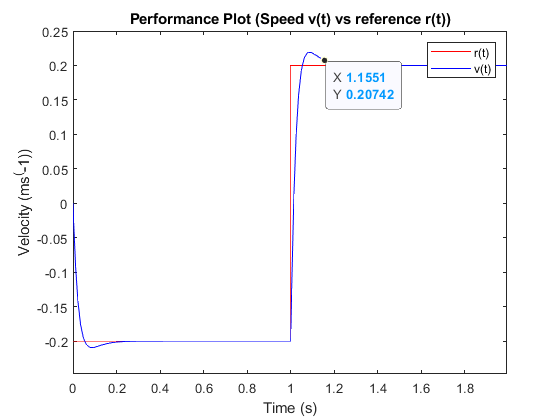 Performance Plot (Speed v(t) vs reference r(t))
0.25
0.2
0.15
0.1
0.05
0
-0.05
-0.1
-0.15
-0.2
Velocity (ms(-1))
r(t)
v(t)
X 1.1551
Y 0.20742
0 0.2 0.4 0.6 0.8 1 1.2 1.4 1.6 1.8
Time (s)